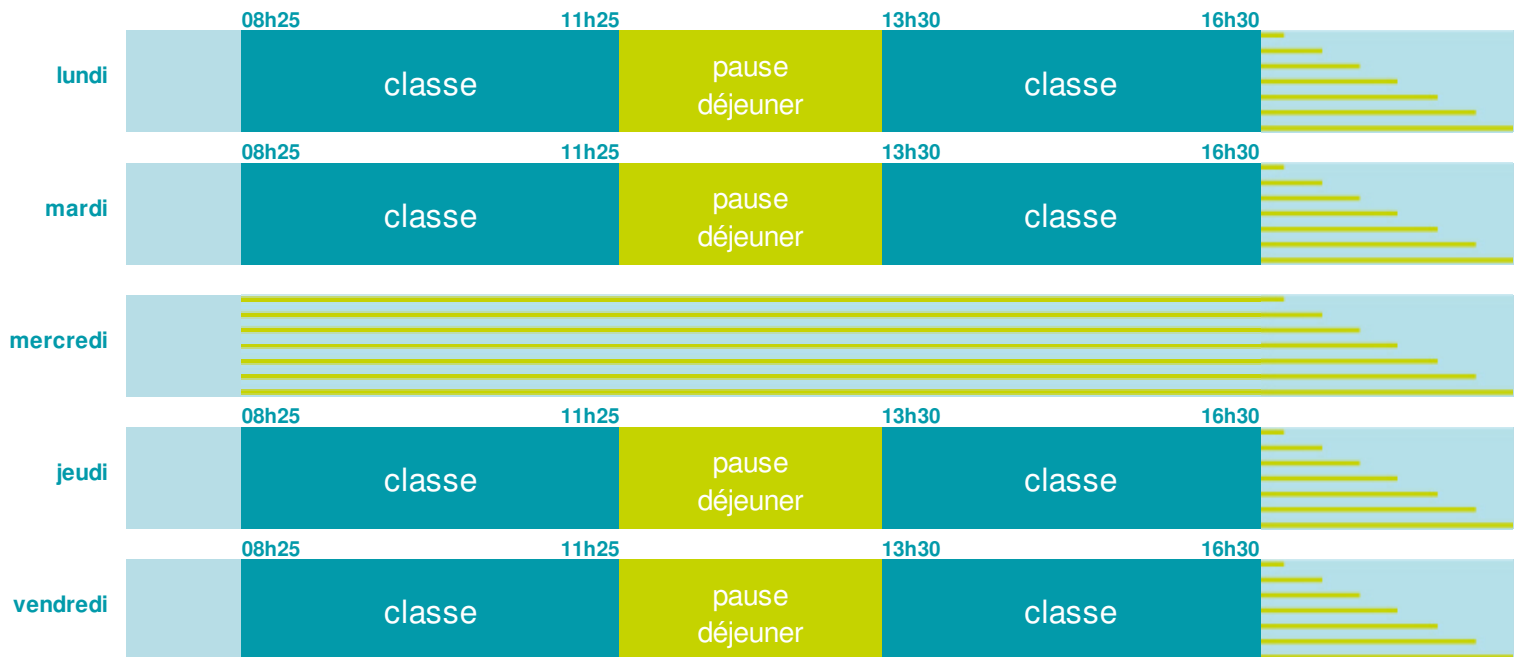 08h25 11h25 13h30 16h30
lundi classe pause déjeuner classe
08h25 11h25 13h30 16h30
mardi classe pause déjeuner classe
mercredi
08h25 11h25 13h30 16h30
jeudi classe pause déjeuner classe
08h25 11h25 13h30 16h30
vendredi classe pause déjeuner classe